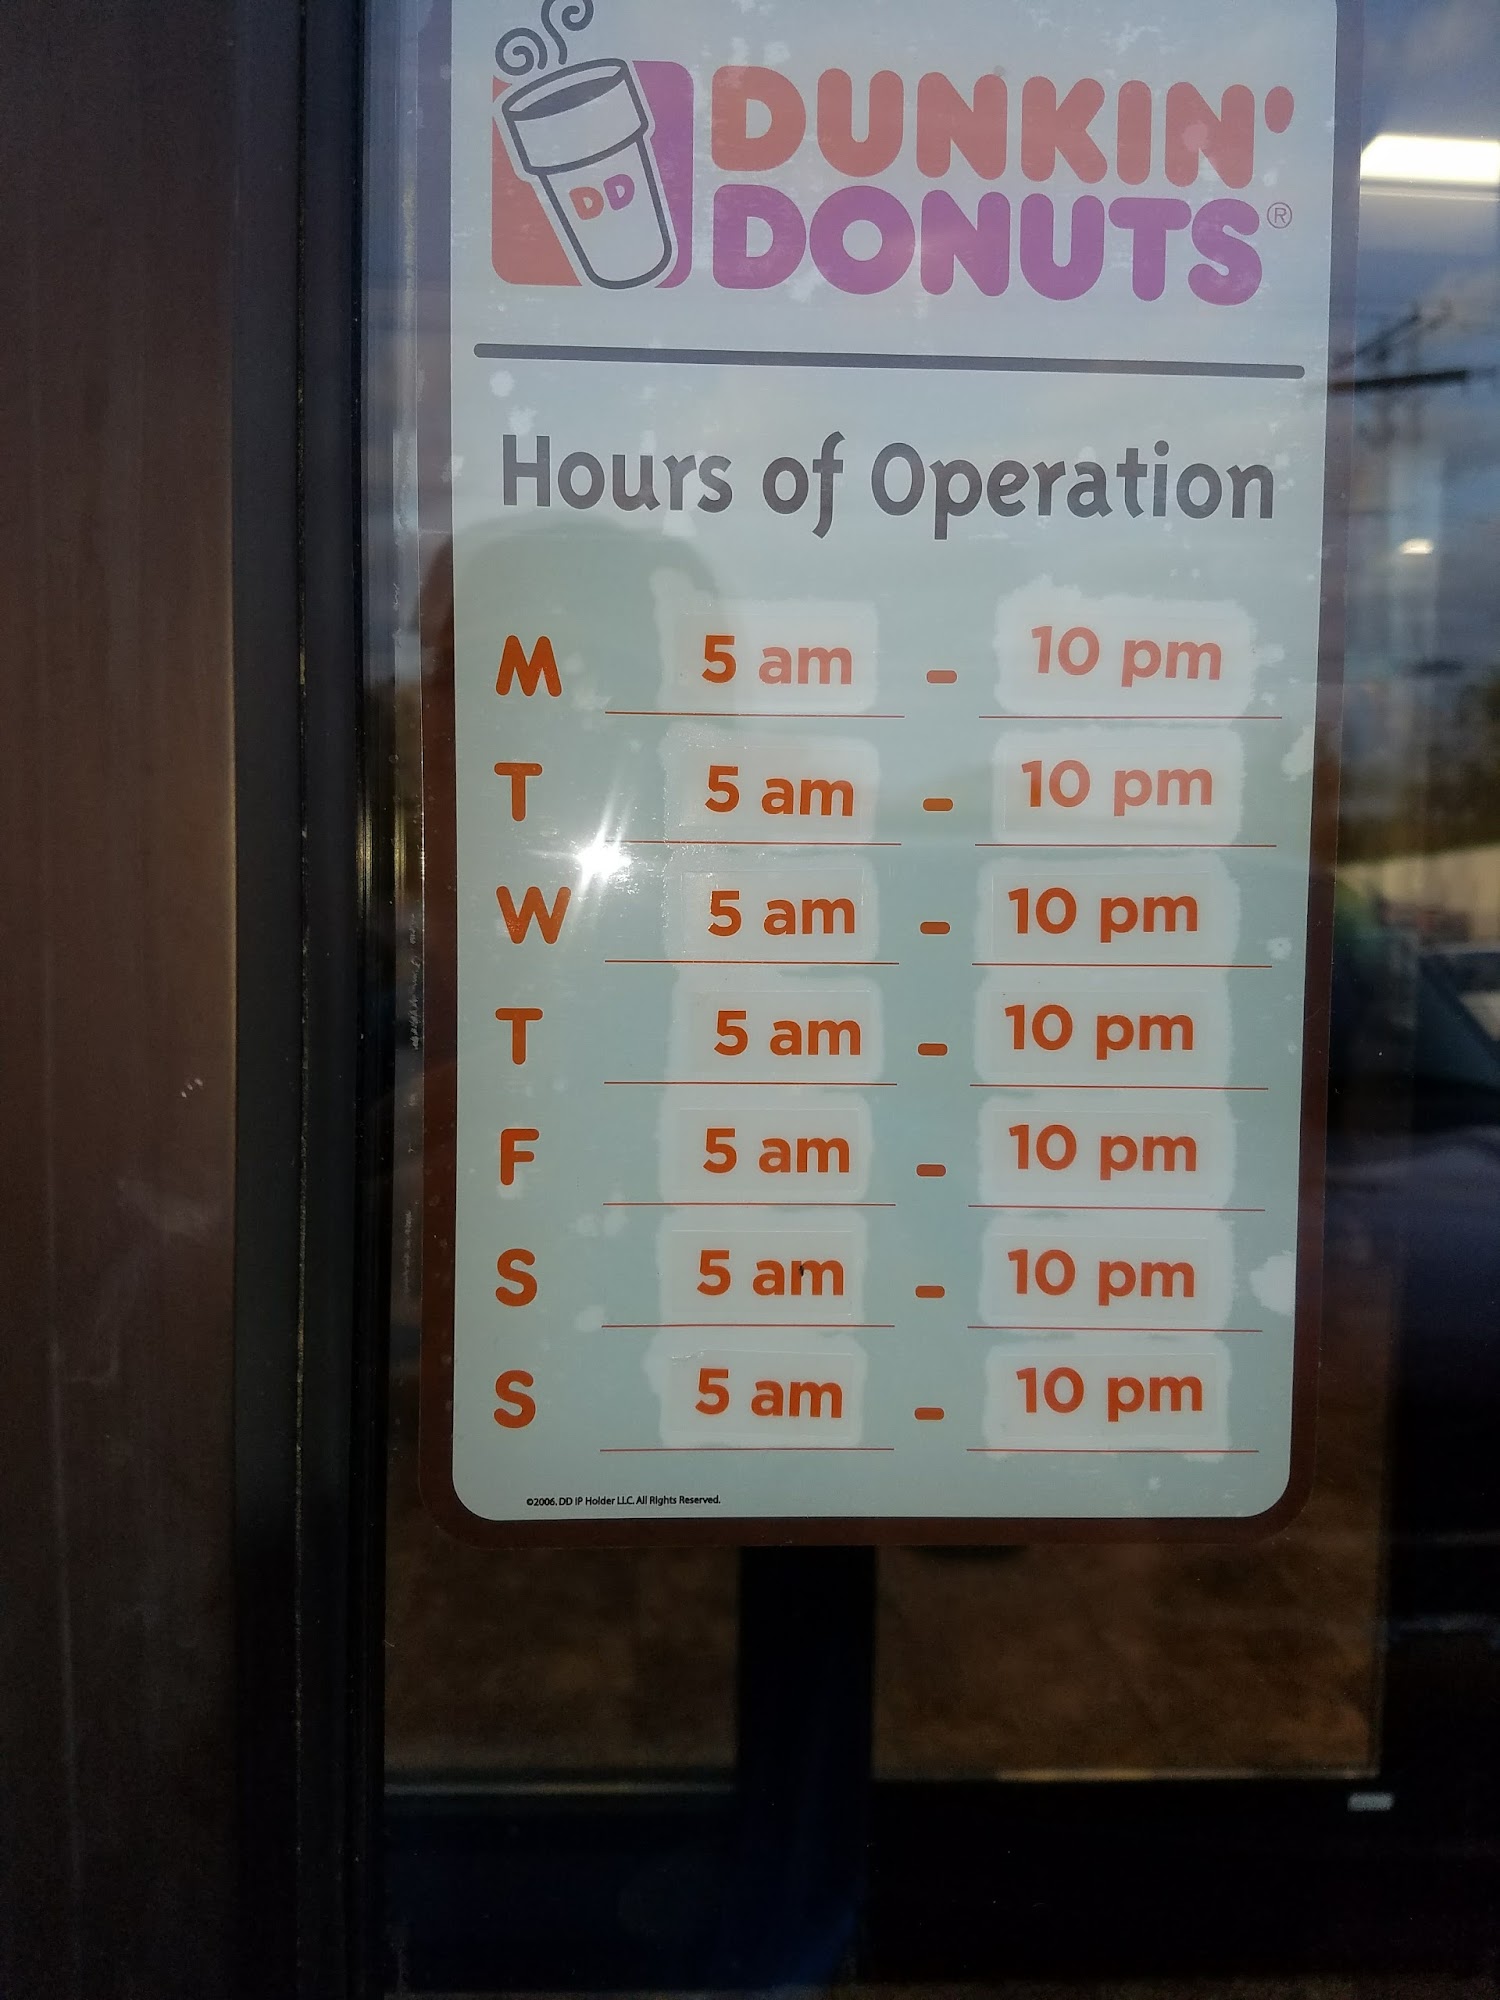 DD
DUNKIN'
DONUTS®
Hours of Operation
M 5 am - 10 pm
T 5 am - 10 pm
W 5 am - 10 pm
T 5 am - 10 pm
F 5 am - 10 pm
S 5 am - 10 pm
S 5 am - 10 pm
©2006. DD IP Holder LLC. All Rights Reserved.